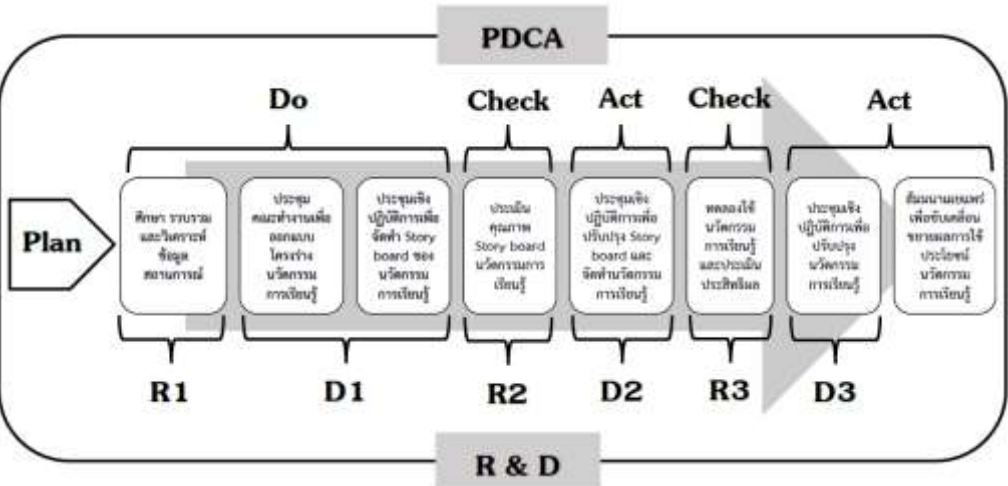 PDCA
Do
Check
Act
Check
Act
Plan
ศึกษา รวบรวม
และวิเคราะห์
ข้อมูล
สถานการณ์
ประชุม
คณะทำงานเพื่อ
ออกแบบ
โครงร่าง
นวัตกรรม
การเรียนรู้
ประชุมเชิง
ปฏิบัติการเพื่อ
จัดทำ Story
board ของ
นวัตกรรม
การเรียนรู้
ประเมิน
คุณภาพ
Story board
นวัตกรรมการ
เรียนรู้
ประชุมเชิง
ปฏิบัติการเพื่อ
ปรับปรุง Story
board และ
จัดทำนวัตกรรม
การเรียนรู้
ทดลองใช้
นวัตกรรม
การเรียนรู้
และประเมิน
ประสิทธิผล
ประชุมเชิง
ปฏิบัติการเพื่อ
ปรับปรุง
นวัตกรรม
การเรียนรู้
สัมมนาเผยแพร่
เพื่อขับเคลื่อน
ขยายผลการใช้
ประโยชน์
นวัตกรรม
การเรียนรู้
R1
D1
R2
D2
R3
D3
R & D